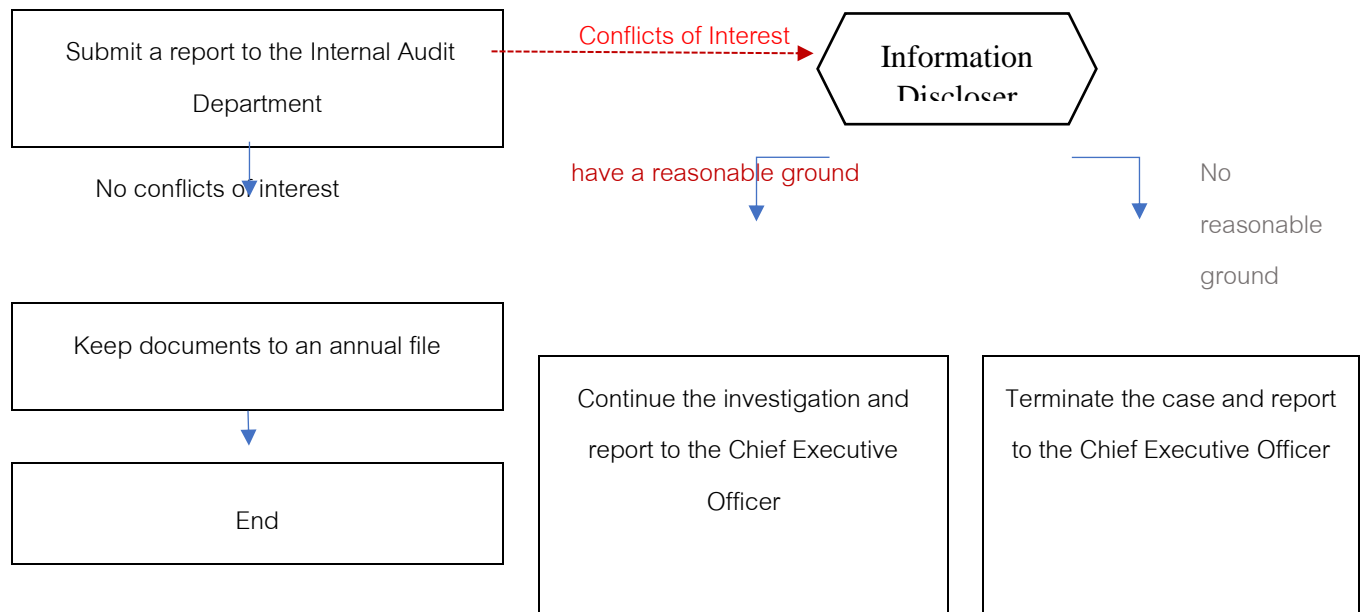 Submit a report to the Internal Audit
Department
Conflicts of Interest
Information
Discloser
No conflicts of interest
have a reasonable ground
No
reasonable
ground
Keep documents to an annual file
End
Continue the investigation and
report to the Chief Executive
Officer
Terminate the case and report
to the Chief Executive Officer